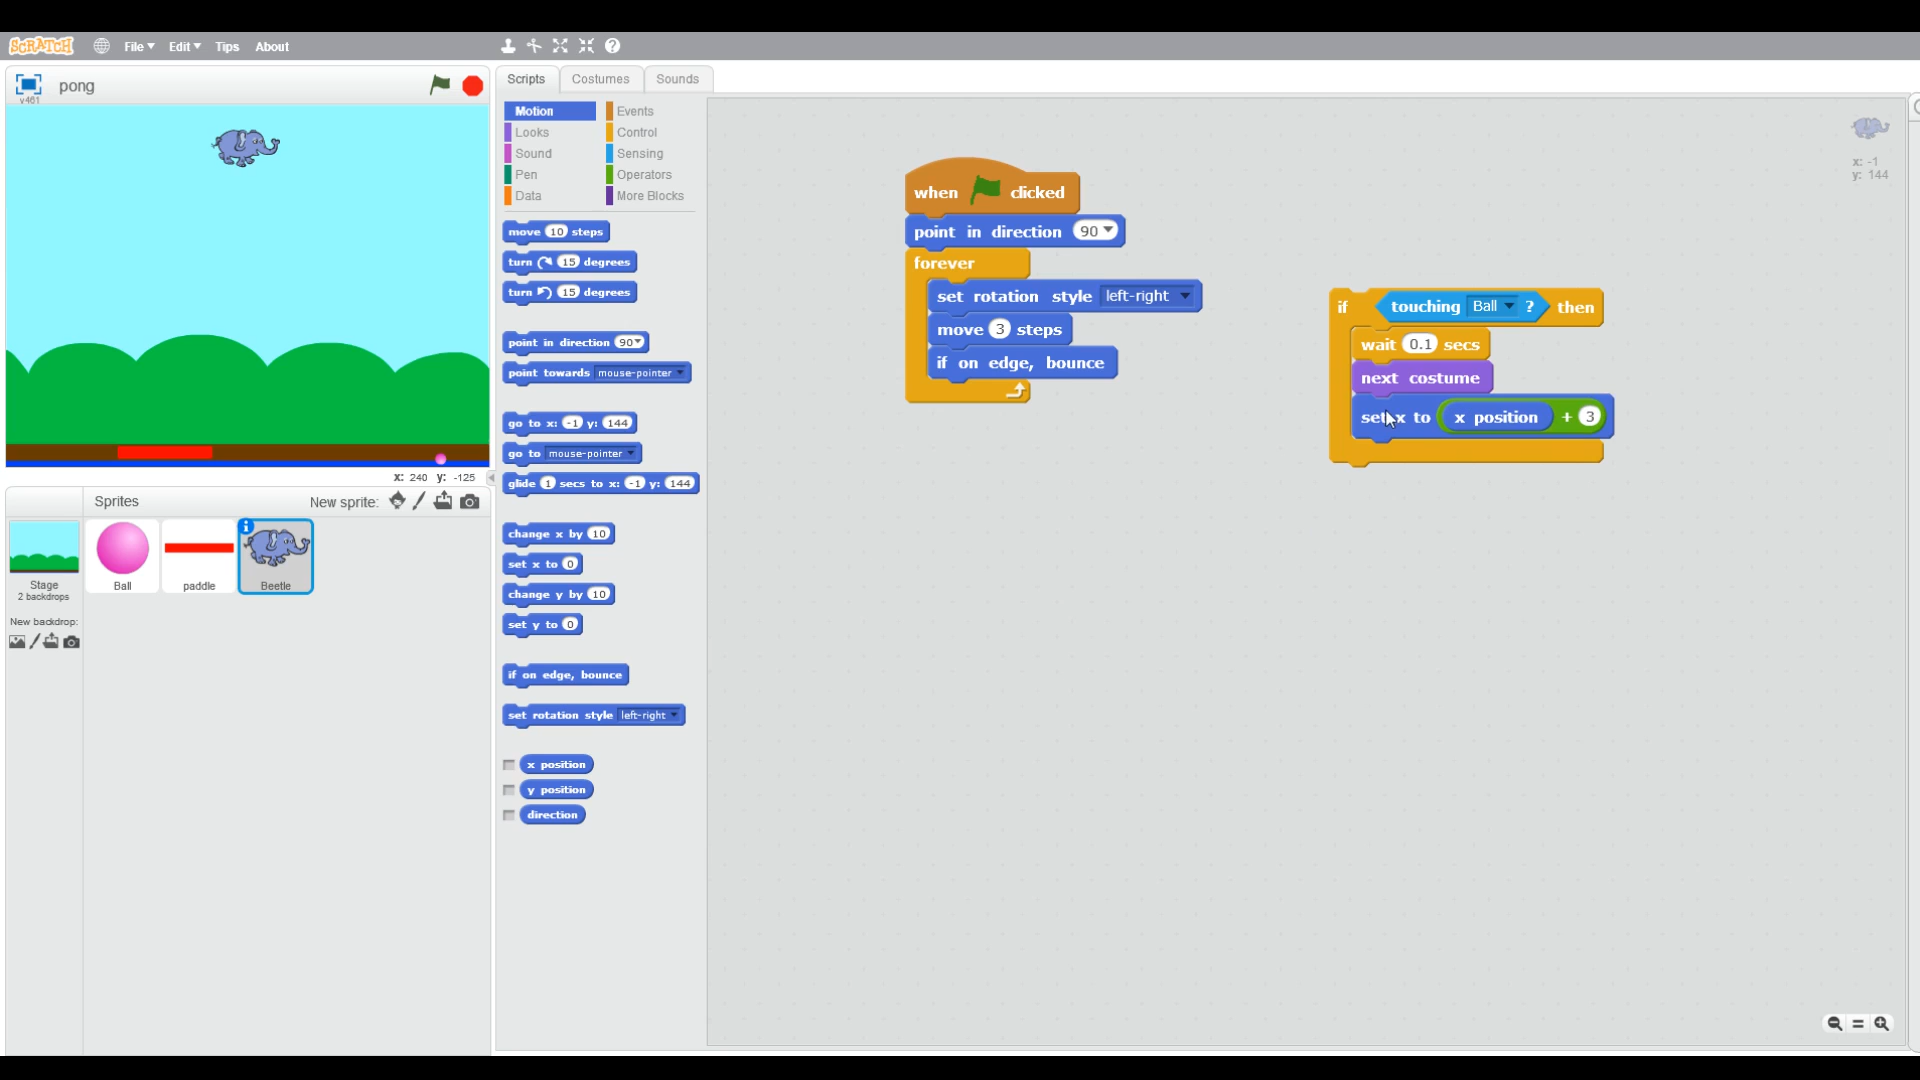 SCRATCH File Edit Tips About
v461 pong
Scripts Costumes Sounds
Motion Events
Looks Control
Sound Sensing
Pen Operators
Data More Blocks
move 10 steps
turn 15 degrees
turn 15 degrees
point in direction 90
point towards mouse-pointer
go to x: -1 y: 144
go to mouse-pointer
glide 1 secs to x: -1 y: 144
change x by 10
set x to 0
change y by 10
set y to 0
if on edge, bounce
set rotation style left-right
x position
y position
direction
when clicked
point in direction 90
forever
set rotation style left-right
move 3 steps
if on edge, bounce
if touching Ball ? then
wait 0.1 secs
next costume
set x to x position + 3
x: -1
y: 144
x: 240 y: -125
Sprites New sprite:
Stage
2 backdrops
New backdrop:
Ball
paddle
Beetle